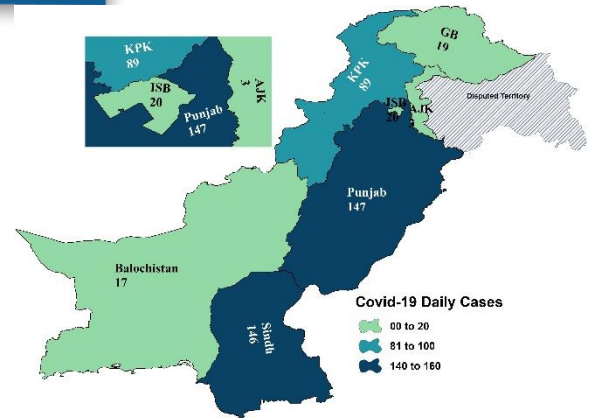 KPK
89
ISB
20
Punjab
147
AJK
3
GB
19
KPK
89
Disputed Territory
ISB
20
AJK
3
Punjab
147
Balochistan
17
Sindh
146
Covid-19 Daily Cases
00 to 20
81 to 100
140 to 160